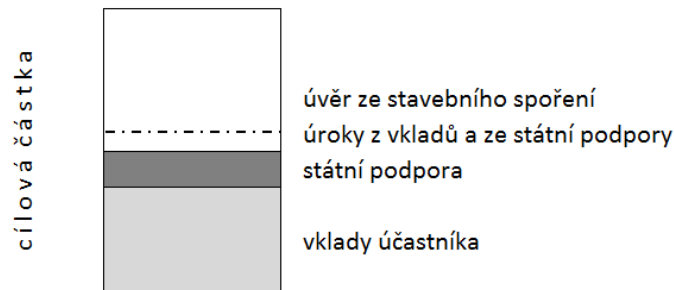 cílová částka
úvěr ze stavebního spoření
úroky z vkladů a ze státní podpory
státní podpora
vklady účastníka